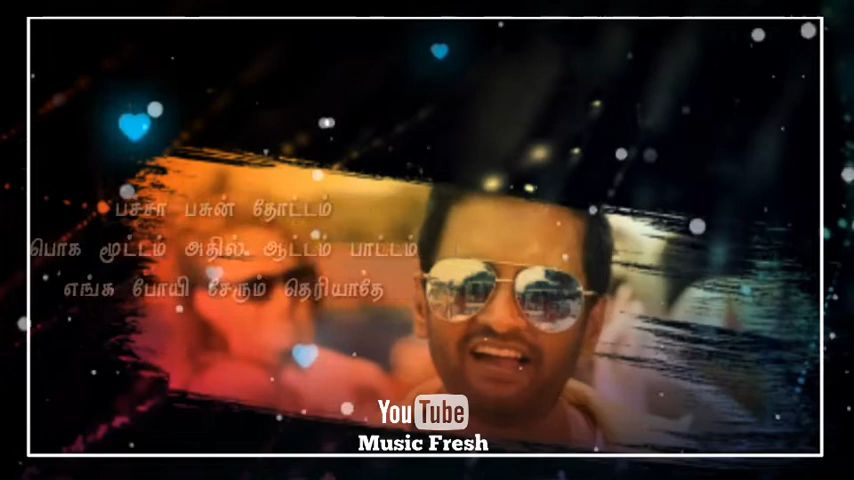 பச்சா பசுன் தோட்டம்
பொக மூட்டம் அதில் ஆட்டம் பாட்டம்
எங்க போயி சேரும் தெரியாதே
YouTube
Music Fresh